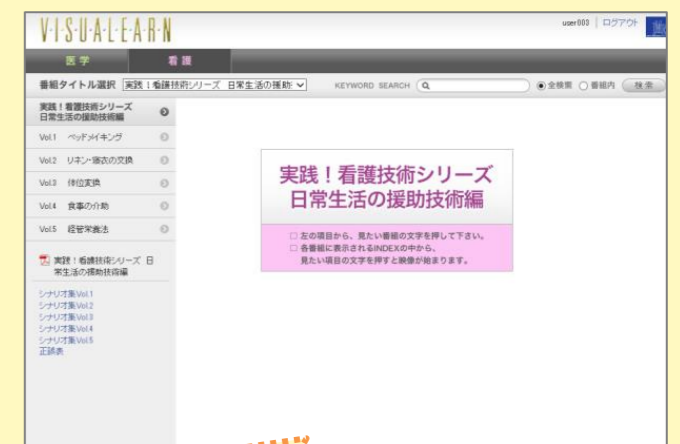 V·I·S·U·A·L·E·A·R·N
user003 | ログアウト
医学 看護
番組タイトル選択 実践!看護技術シリーズ 日常生活の援助 KEYWORD SEARCH 全検索 番組内 検索
実践!看護技術シリーズ
日常生活の援助技術編
Vol.1 ベッドメイキング
Vol.2 リネン・寝衣の交換
Vol.3 体位変換
Vol.4 食事の介助
Vol.5 経管栄養法
実践!看護技術シリーズ 日
常生活の援助技術編
シナリオ集Vol.1
シナリオ集Vol.2
シナリオ集Vol.3
シナリオ集Vol.4
シナリオ集Vol.5
正誤表
実践!看護技術シリーズ
日常生活の援助技術編
□ 左の項目から、見たい番組の文字を押して下さい。
□ 各番組に表示されるINDEXの中から、
見たい項目の文字を押すと映像が始まります。